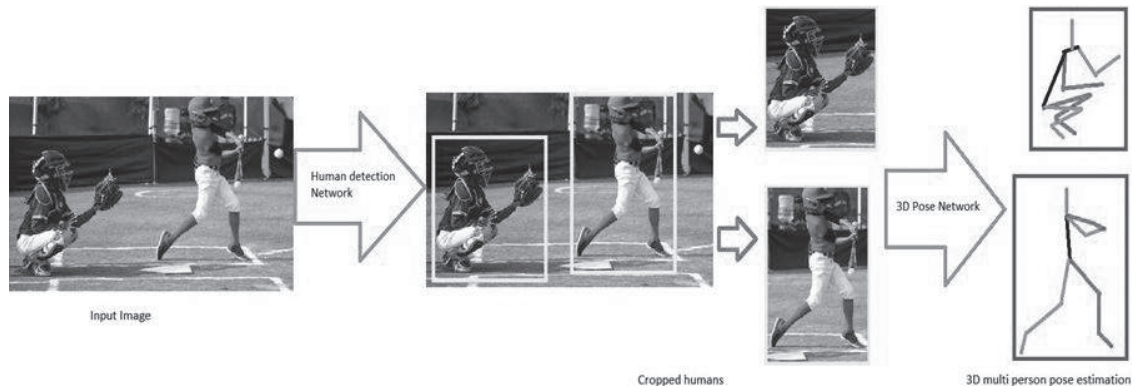 Human detection
Network
3D Pose Network
Input Image
Cropped humans
3D multi person pose estimation